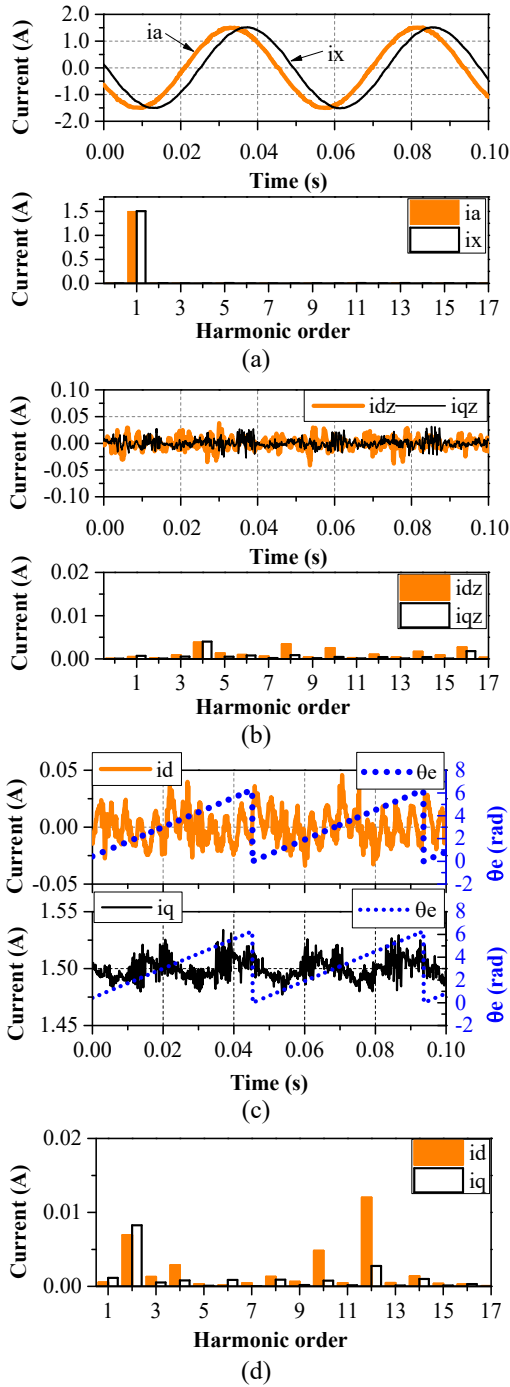 Current (A)
2.0
1.0
0.0
-1.0
-2.0
ia
ix
0.00 0.02 0.04 0.06 0.08 0.10
Time (s)
Current (A)
1.5
1.0
0.5
0.0
ia
ix
1 3 5 7 9 11 13 15 17
Harmonic order
(a)
Current (A)
0.10
0.05
0.00
-0.05
-0.10
idz iqz
0.00 0.02 0.04 0.06 0.08 0.10
Time (s)
Current (A)
0.02
0.01
0.00
idz
iqz
1 3 5 7 9 11 13 15 17
Harmonic order
(b)
Current (A)
0.05
0.00
-0.05
id
θe
8
6
4
2
0
-2
θe (rad)
Current (A)
1.55
1.50
1.45
iq
θe
8
6
4
2
0
-2
θe (rad)
0.00 0.02 0.04 0.06 0.08 0.10
Time (s)
(c)
Current (A)
0.02
0.01
0.00
id
iq
1 3 5 7 9 11 13 15 17
Harmonic order
(d)